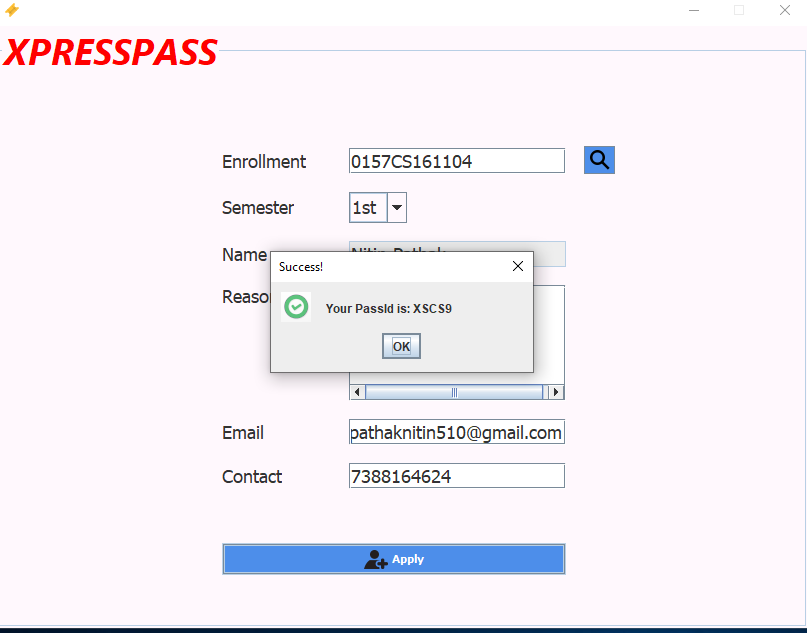 XPRESSPASS
Enrollment 0157CS161104
Semester 1st
Name
Success!
Your PassId is: XSCS9
OK
Email pathaknitin510@gmail.com
Contact 7388164624
Apply